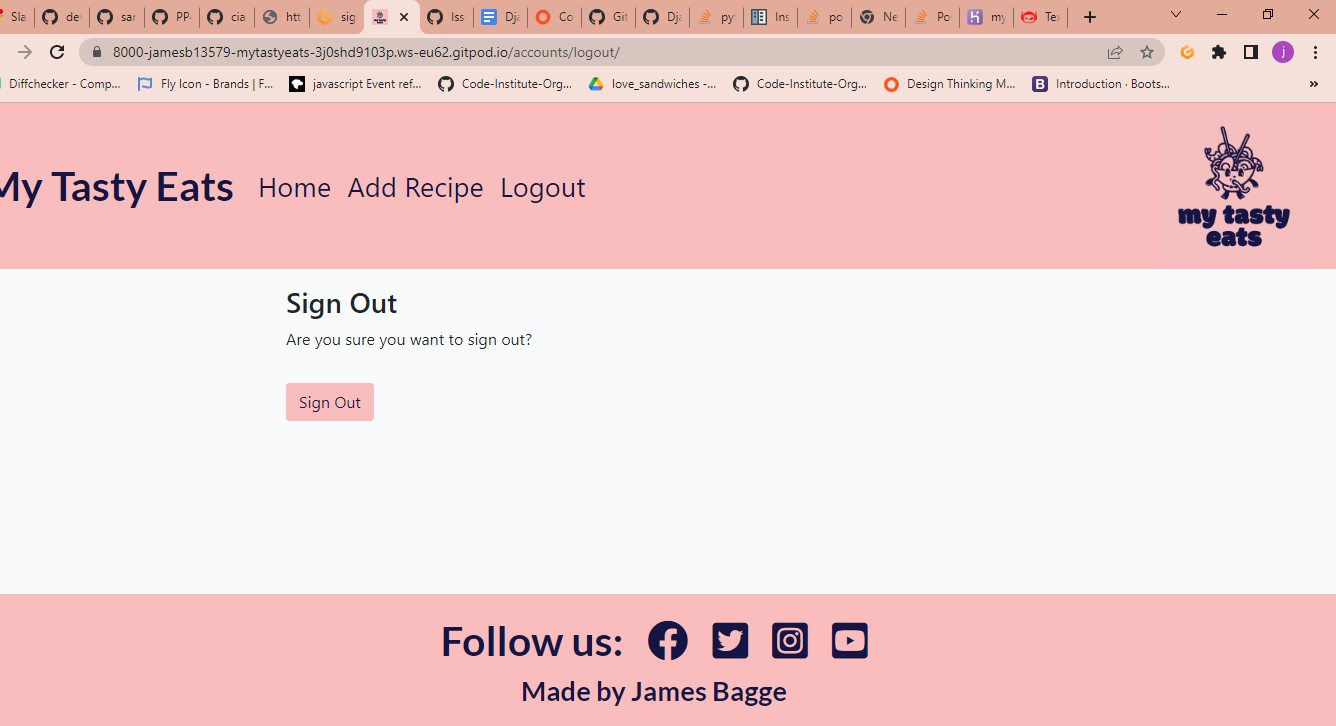 Sla de sar PP- cia htt sig Iss Dja Co Git Dja pyt Ins po Ne Po my Te
8000-jamesb13579-mytastyeats-3j0shd9103p.ws-eu62.gitpod.io/accounts/logout/ j
Diffchecker - Comp... Fly Icon - Brands | F... javascript Event ref... Code-Institute-Org... love_sandwiches -... Code-Institute-Org... Design Thinking M... B Introduction · Boots... »
My Tasty Eats Home Add Recipe Logout
my tasty
eats
Sign Out
Are you sure you want to sign out?
Sign Out
Follow us:
Made by James Bagge